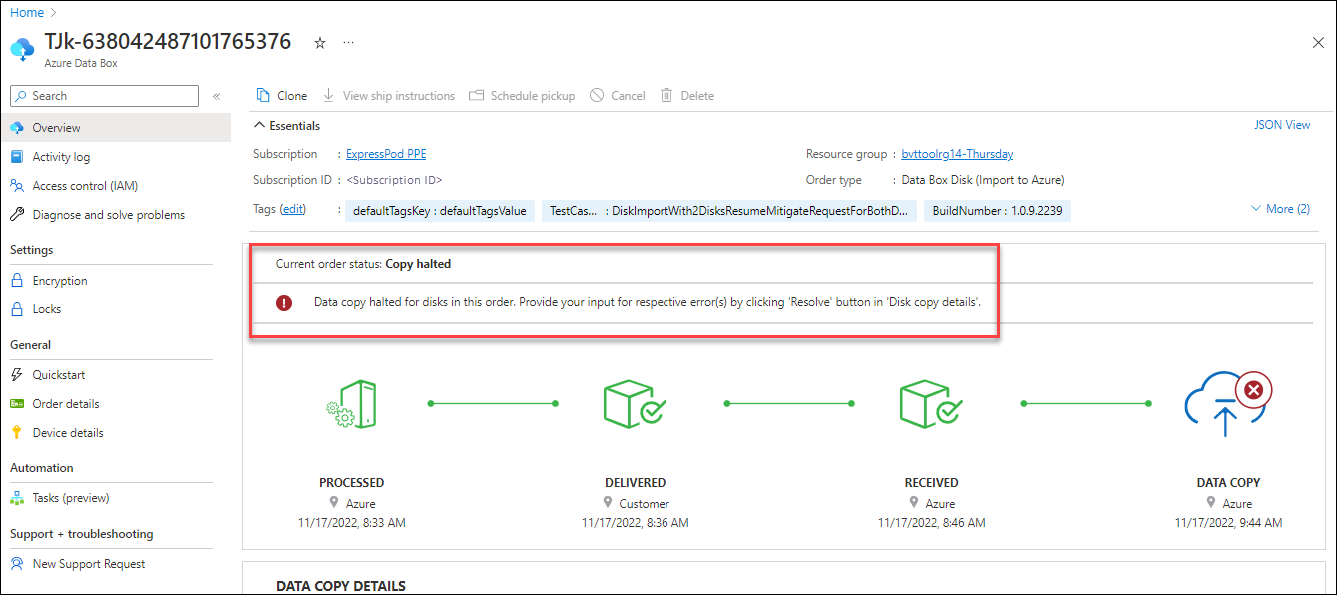 Home
TJk-638042487101765376
Azure Data Box
Search
Overview
Activity log
Access control (IAM)
Diagnose and solve problems
Settings
Encryption
Locks
General
Quickstart
Order details
Device details
Automation
Tasks (preview)
Support + troubleshooting
New Support Request
Clone View ship instructions Schedule pickup Cancel Delete
Essentials JSON View
Subscription : ExpressPod PPE Resource group : bvttoolrg14-Thursday
Subscription ID : <Subscription ID> Order type : Data Box Disk (Import to Azure)
Tags (edit) : defaultTagsKey : defaultTagsValue TestCas... : DiskImportWith2DisksResumeMitigateRequestForBothD... BuildNumber : 1.0.9.2239 More (2)
Current order status: Copy halted
Data copy halted for disks in this order. Provide your input for respective error(s) by clicking 'Resolve' button in 'Disk copy details'.
PROCESSED DELIVERED RECEIVED DATA COPY
Azure Customer Azure Azure
11/17/2022, 8:33 AM 11/17/2022, 8:36 AM 11/17/2022, 8:46 AM 11/17/2022, 9:44 AM
DATA COPY DETAILS